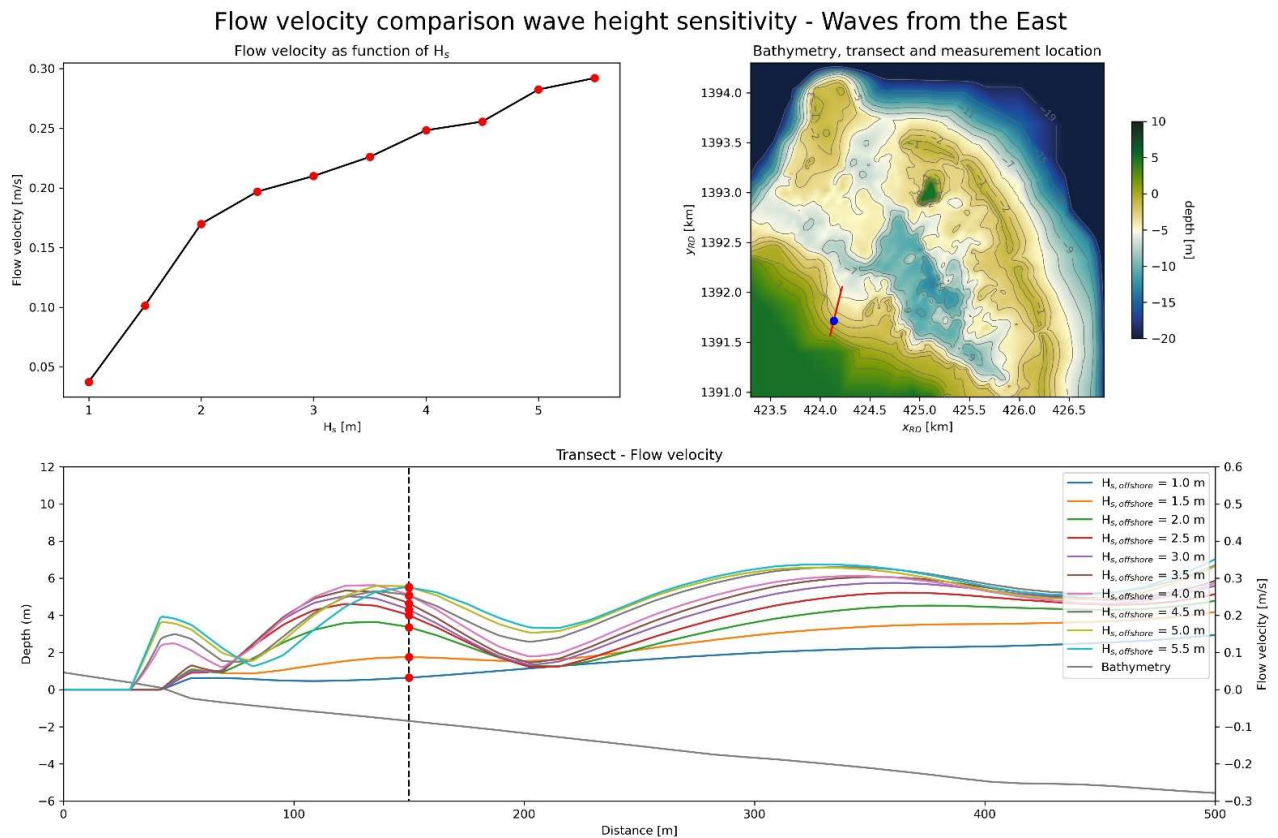 Flow velocity comparison wave height sensitivity - Waves from the East
Flow velocity as function of Hs
0.30
0.25
0.20
0.15
0.10
0.05
Flow velocity [m/s]
1 2 3 4 5
Hs [m]
Bathymetry, transect and measurement location
1394.0
1393.5
1393.0
1392.5
1392.0
1391.5
1391.0
yRD [km]
423.5 424.0 424.5 425.0 425.5 426.0 426.5
xRD [km]
-19
10
5
0
−5
−10
−15
−20
depth [m]
Transect - Flow velocity
12
10
8
6
4
2
0
−2
−4
−6
Depth (m)
0 100 200 300 400 500
Distance [m]
0.6
0.5
0.4
0.3
0.2
0.1
0.0
−0.1
−0.2
−0.3
Flow velocity [m/s]
Hs, offshore = 1.0 m
Hs, offshore = 1.5 m
Hs, offshore = 2.0 m
Hs, offshore = 2.5 m
Hs, offshore = 3.0 m
Hs, offshore = 3.5 m
Hs, offshore = 4.0 m
Hs, offshore = 4.5 m
Hs, offshore = 5.0 m
Hs, offshore = 5.5 m
Bathymetry